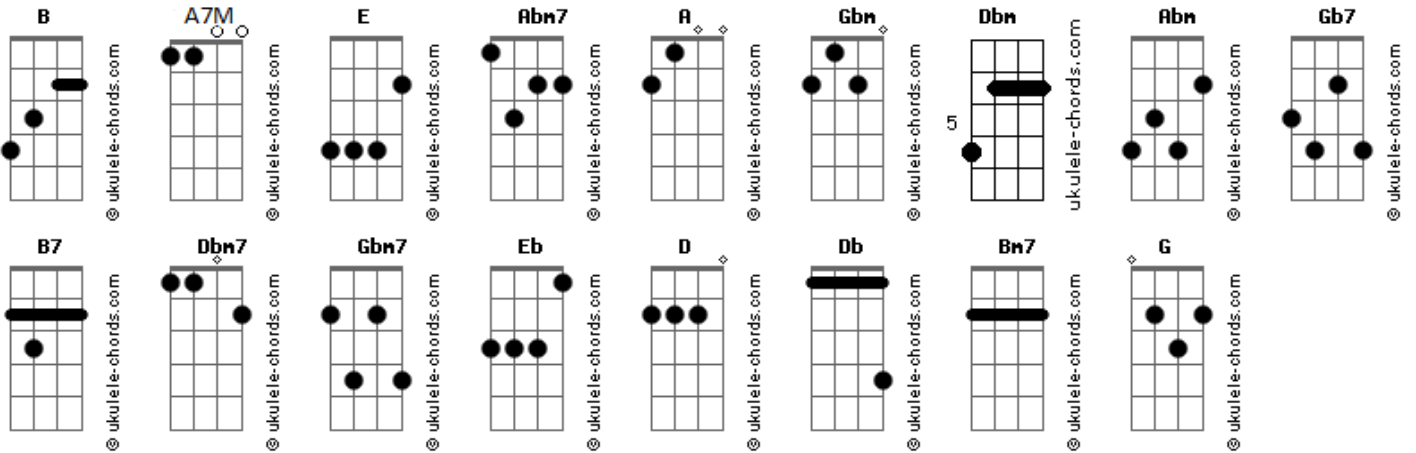 B A7M E Abm7 A Gbm Dbm Abm Gb7
© ukulele-chords.com © ukulele-chords.com © ukulele-chords.com © ukulele-chords.com © ukulele-chords.com © ukulele-chords.com 5 ukulele-chords.com © ukulele-chords.com © ukulele-chords.com
B7 Dbm7 Gbm7 Eb D Db Bm7 G
© ukulele-chords.com © ukulele-chords.com © ukulele-chords.com © ukulele-chords.com © ukulele-chords.com © ukulele-chords.com © ukulele-chords.com © ukulele-chords.com